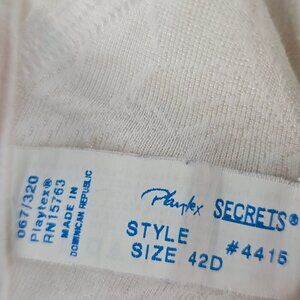 067/320
Playtex®
RN15763
MADE IN
DOMINICAN REPUBLIC
Playtex SECRETS®
STYLE #4415
SIZE 42D